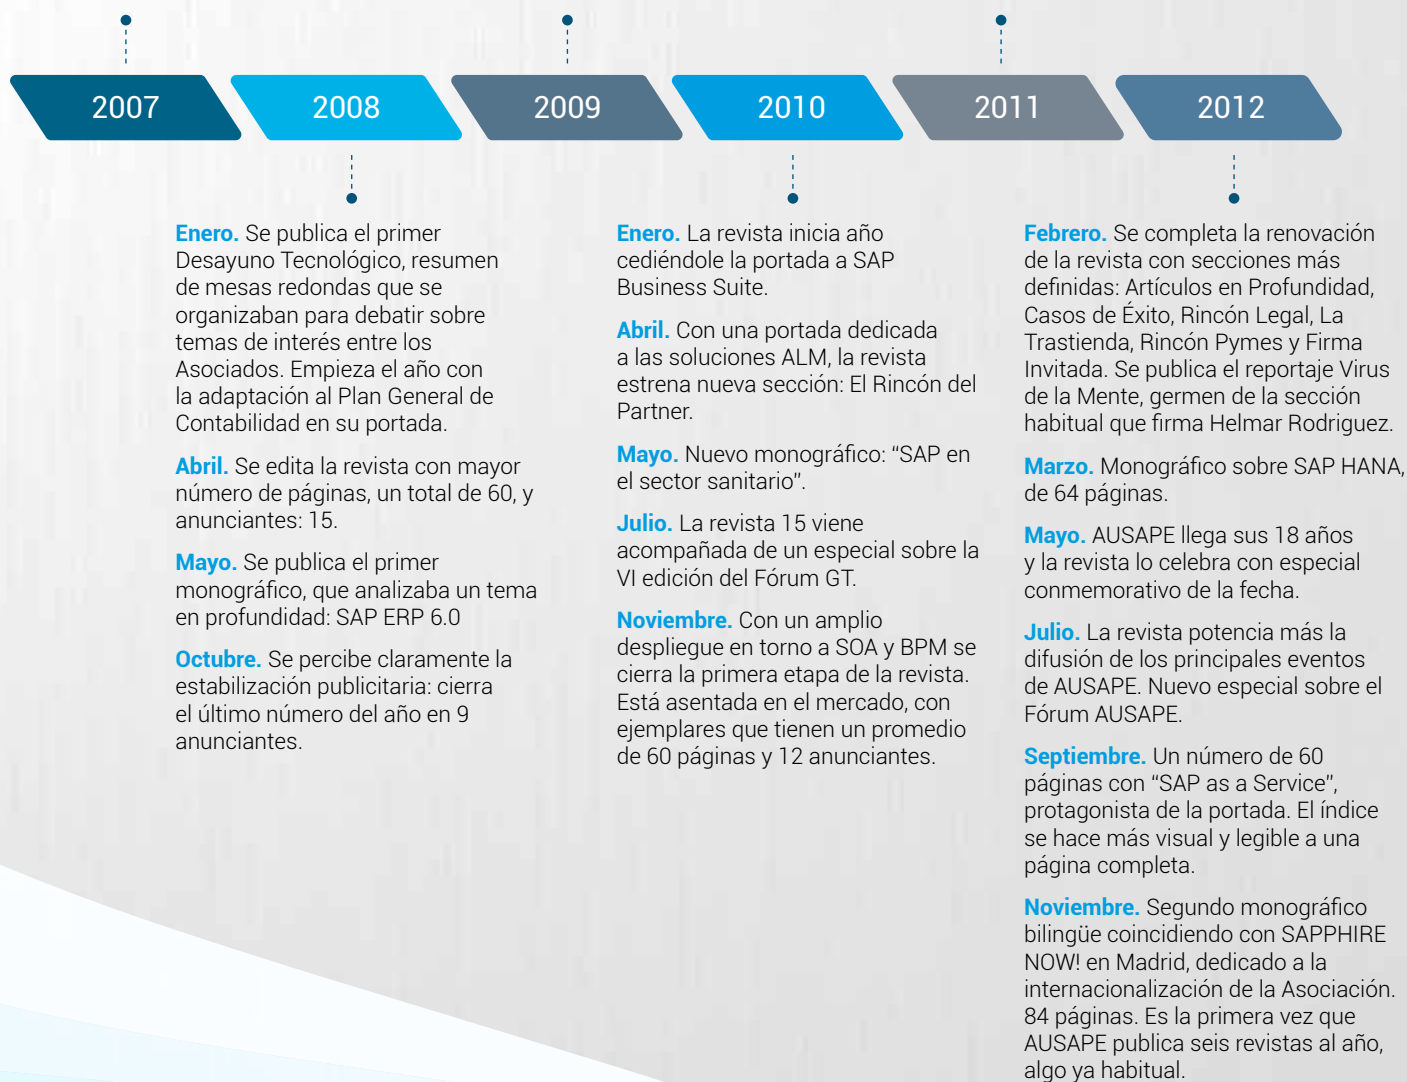 2007
2008
2009
2010
2011
2012
Enero. Se publica el primer
Desayuno Tecnológico, resumen
de mesas redondas que se
organizaban para debatir sobre
temas de interés entre los
Asociados. Empieza el año con
la adaptación al Plan General de
Contabilidad en su portada.
Abril. Se edita la revista con mayor
número de páginas, un total de 60, y
anunciantes: 15.
Mayo. Se publica el primer
monográfico, que analizaba un tema
en profundidad: SAP ERP 6.0
Octubre. Se percibe claramente la
estabilización publicitaria: cierra
el último número del año en 9
anunciantes.
Enero. La revista inicia año
cediéndole la portada a SAP
Business Suite.
Abril. Con una portada dedicada
a las soluciones ALM, la revista
estrena nueva sección: El Rincón del
Partner.
Mayo. Nuevo monográfico: “SAP en
el sector sanitario”.
Julio. La revista 15 viene
acompañada de un especial sobre la
VI edición del Fórum GT.
Noviembre. Con un amplio
despliegue en torno a SOA y BPM se
cierra la primera etapa de la revista.
Está asentada en el mercado, con
ejemplares que tienen un promedio
de 60 páginas y 12 anunciantes.
Febrero. Se completa la renovación
de la revista con secciones más
definidas: Artículos en Profundidad,
Casos de Éxito, Rincón Legal, La
Trastienda, Rincón Pymes y Firma
Invitada. Se publica el reportaje Virus
de la Mente, germen de la sección
habitual que firma Helmar Rodriguez.
Marzo. Monográfico sobre SAP HANA,
de 64 páginas.
Mayo. AUSAPE llega sus 18 años
y la revista lo celebra con especial
conmemorativo de la fecha.
Julio. La revista potencia más la
difusión de los principales eventos
de AUSAPE. Nuevo especial sobre el
Fórum AUSAPE.
Septiembre. Un número de 60
páginas con “SAP as a Service”,
protagonista de la portada. El índice
se hace más visual y legible a una
página completa.
Noviembre. Segundo monográfico
bilingüe coincidiendo con SAPPHIRE
NOW! en Madrid, dedicado a la
internacionalización de la Asociación.
84 páginas. Es la primera vez que
AUSAPE publica seis revistas al año,
algo ya habitual.